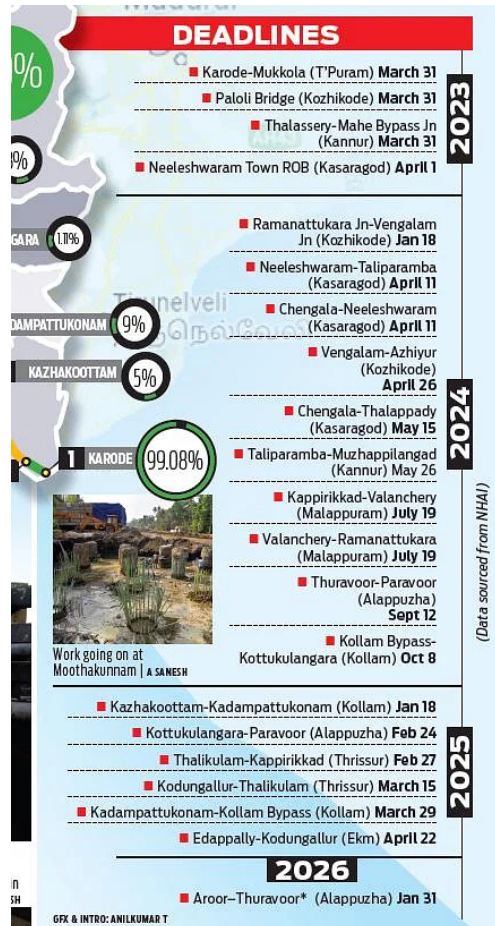 DEADLINES
%
Karode-Mukkola (T'Puram) March 31
Paloli Bridge (Kozhikode) March 31
Thalassery-Mahe Bypass Jn
(Kannur) March 31
Neeleshwaram Town ROB (Kasaragod) April 1
2023
%
GARA 1.11%
Ramanattukara Jn-Vengalam
Jn (Kozhikode) Jan 18
Neeleshwaram-Taliparamba
(Kasaragod) April 11
Chengala-Neeleshwaram
(Kasaragod) April 11
Vengalam-Azhiyur
(Kozhikode)
April 26
Chengala-Thalappady
(Kasaragod) May 15
Taliparamba-Muzhappilangad
(Kannur) May 26
Kappirikkad-Valanchery
(Malappuram) July 19
Valanchery-Ramanattukara
(Malappuram) July 19
Thuravoor-Paravoor
(Alappuzha)
Sept 12
Kollam Bypass-
Kottukulangara (Kollam) Oct 8
2024
Tirunelveli
திருநெல்வேலி
DAMPATTUKONAM 9%
KAZHAKOOTTAM 5%
1 KARODE 99.08%
Work going on at
Moothakunnam | A SANESH
(Data sourced from NHAI)
Kazhakoottam-Kadampattukonam (Kollam) Jan 18
Kottukulangara-Paravoor (Alappuzha) Feb 24
Thalikulam-Kappirikkad (Thrissur) Feb 27
Kodungallur-Thalikulam (Thrissur) March 15
Kadampattukonam-Kollam Bypass (Kollam) March 29
Edappally-Kodungallur (Ekm) April 22
2025
2026
Aroor–Thuravoor* (Alappuzha) Jan 31
in
SH
GFX & INTRO: ANILKUMAR T